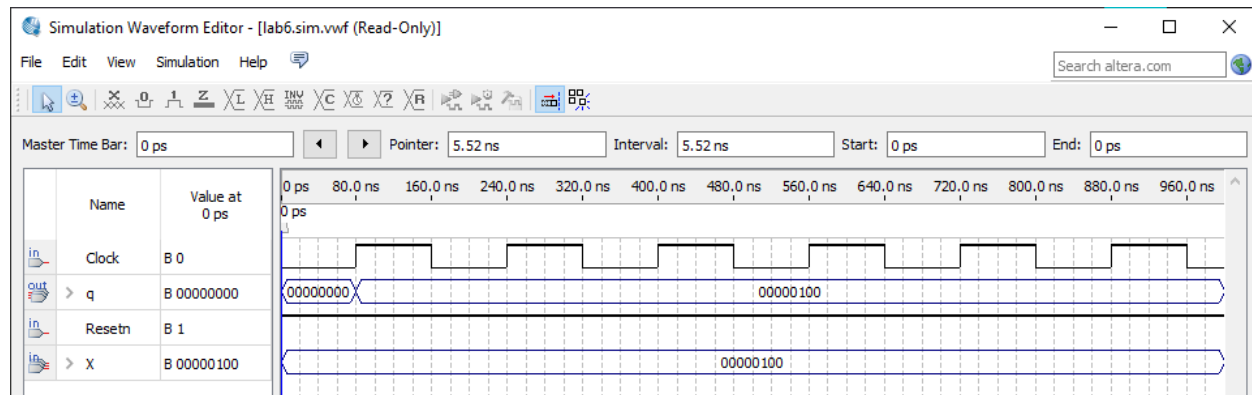 Simulation Waveform Editor - [lab6.sim.vwf (Read-Only)]
File Edit View Simulation Help
Search altera.com
Master Time Bar: 0 ps Pointer: 5.52 ns Interval: 5.52 ns Start: 0 ps End: 0 ps
Name Value at 0 ps
0 ps 80.0 ns 160.0 ns 240.0 ns 320.0 ns 400.0 ns 480.0 ns 560.0 ns 640.0 ns 720.0 ns 800.0 ns 880.0 ns 960.0 ns
0 ps
in Clock B 0
out > q B 00000000 00000000 00000100
in Resetn B 1
in > X B 00000100 00000100